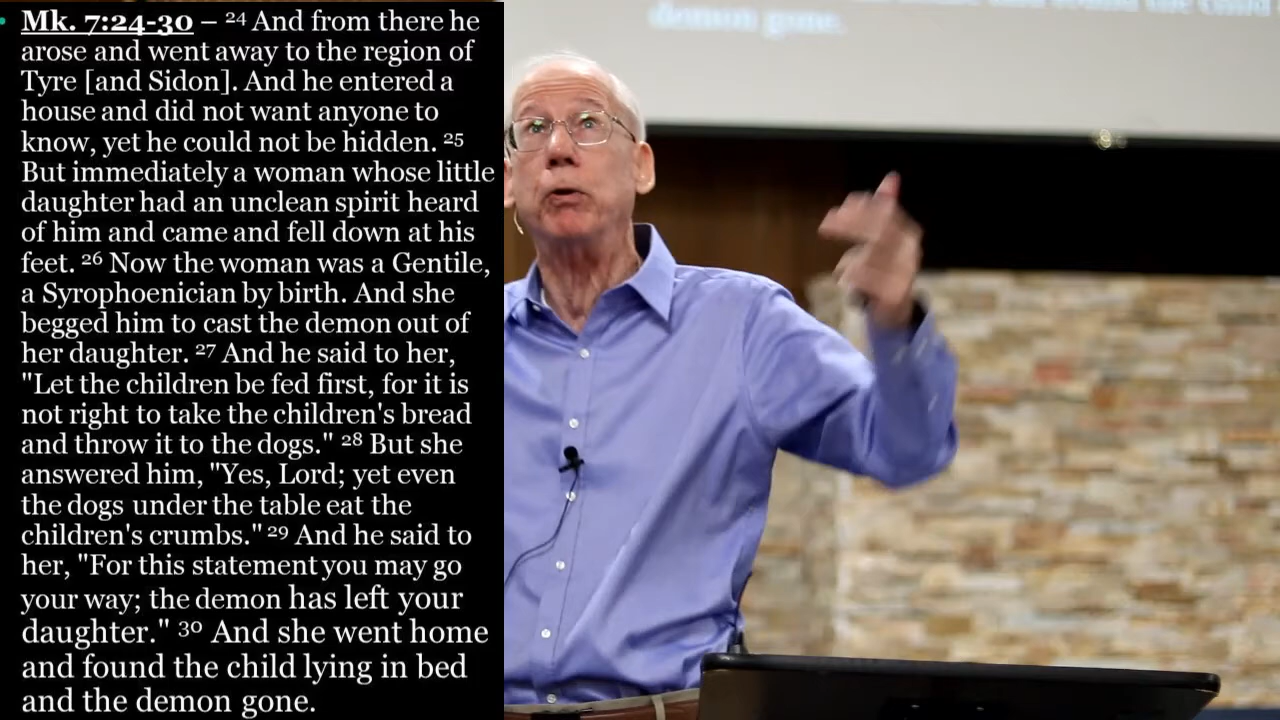 • Mk. 7:24-30 – 24 And from there he
arose and went away to the region of
Tyre [and Sidon]. And he entered a
house and did not want anyone to
know, yet he could not be hidden. 25
But immediately a woman whose little
daughter had an unclean spirit heard
of him and came and fell down at his
feet. 26 Now the woman was a Gentile,
a Syrophoenician by birth. And she
begged him to cast the demon out of
her daughter. 27 And he said to her,
"Let the children be fed first, for it is
not right to take the children's bread
and throw it to the dogs." 28 But she
answered him, "Yes, Lord; yet even
the dogs under the table eat the
children's crumbs." 29 And he said to
her, "For this statement you may go
your way; the demon has left your
daughter." 30 And she went home
and found the child lying in bed
and the demon gone.
demon gone.